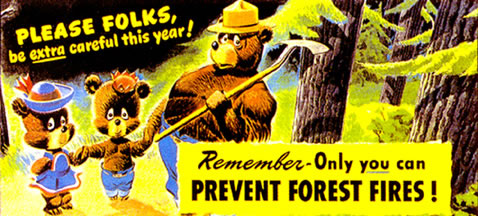 PLEASE FOLKS,
be extra careful this year!
Remember-Only you can
PREVENT FOREST FIRES!